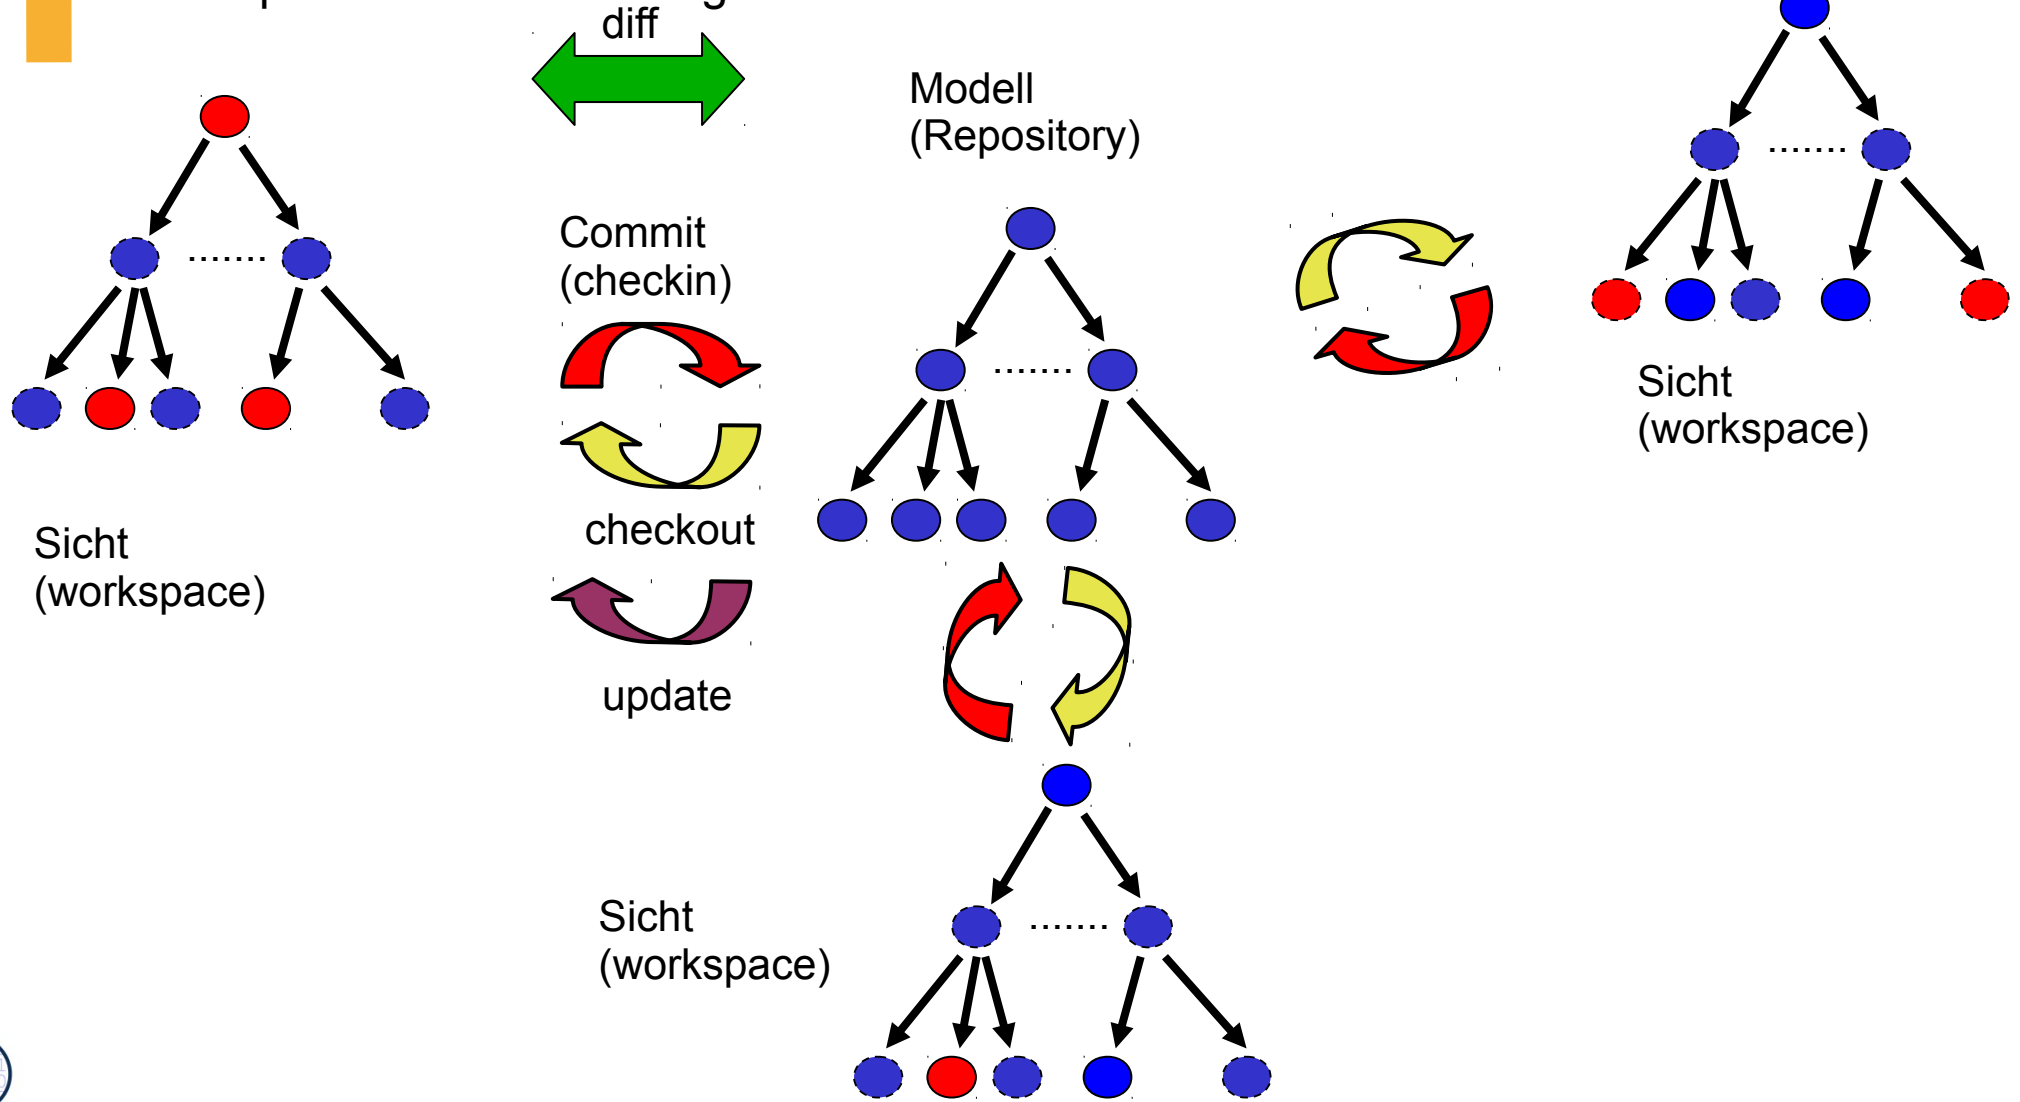 diff
Modell
(Repository)
Commit
(checkin)
Sicht
(workspace)
checkout
Sicht
(workspace)
update
Sicht
(workspace)